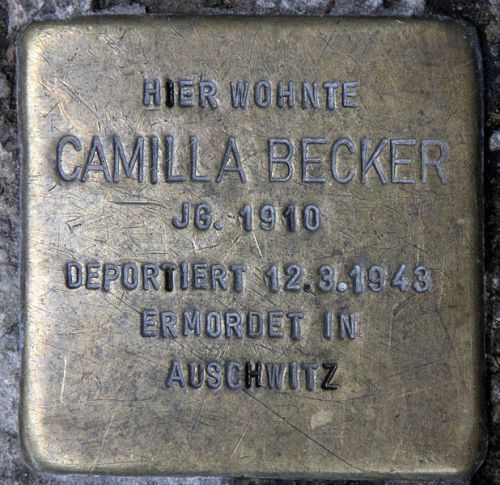 HIER WOHNTE
CAMILLA BECKER
JG. 1910
DEPORTIERT 12.3.1943
ERMORDET IN
AUSCHWITZ